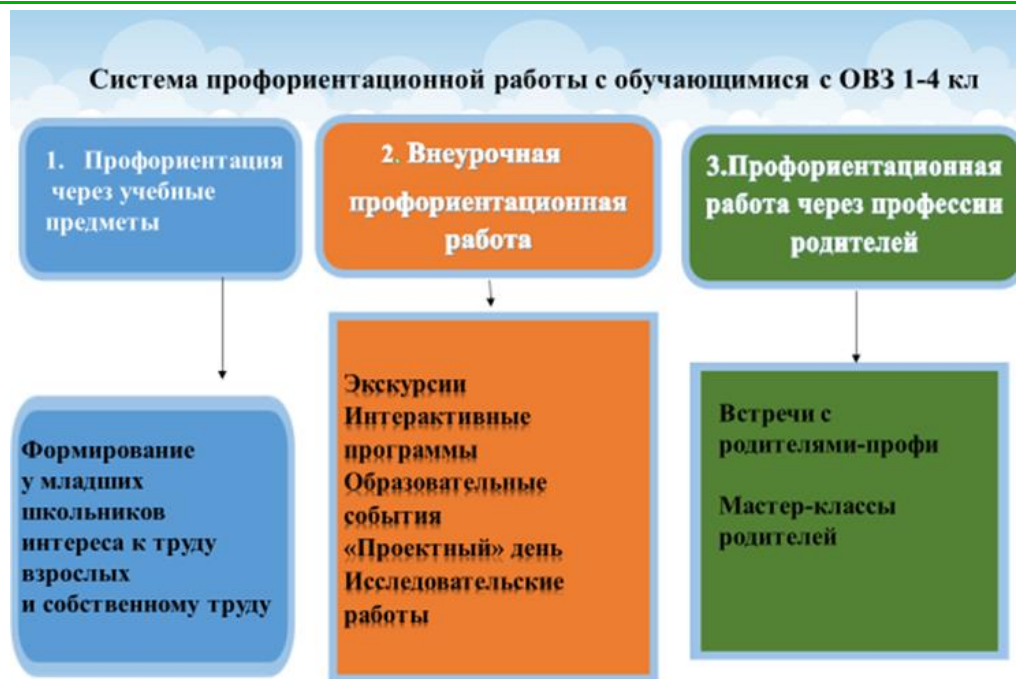 Система профориентационной работы с обучающимися с ОВЗ 1-4 кл
1. Профориентация
через учебные
предметы
2. Внеурочная
профориентационная
работа
3.Профориентационная
работа через профессии
родителей
Формирование
у младших
школьников
интереса к труду
взрослых
и собственному труду
Экскурсии
Интерактивные
программы
Образовательные
события
«Проектный» день
Исследовательские
работы
Встречи с
родителями-профи
Мастер-классы
родителей